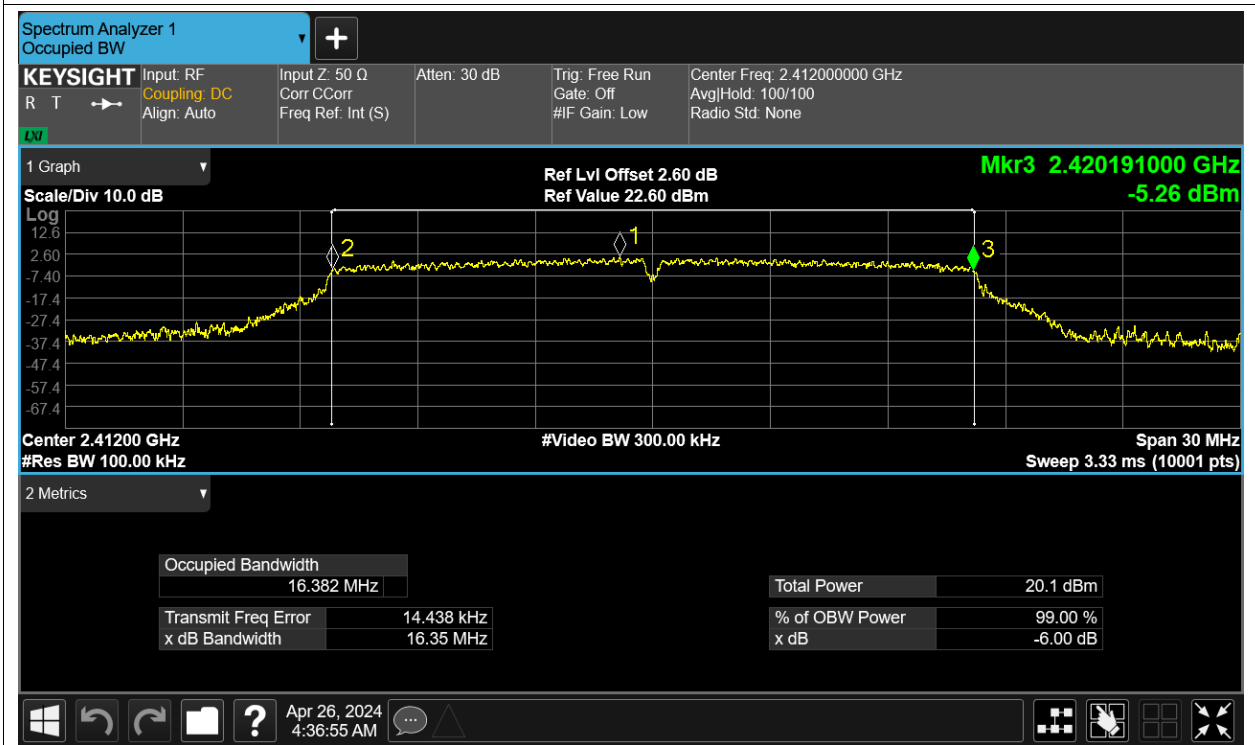 Spectrum Analyzer 1
Occupied BW
▼
+
KEYSIGHT
R T
LXI
Input: RF
Coupling: DC
Align: Auto
Input Z: 50 Ω
Corr CCorr
Freq Ref: Int (S)
Atten: 30 dB
Trig: Free Run
Gate: Off
#IF Gain: Low
Center Freq: 2.412000000 GHz
Avg|Hold: 100/100
Radio Std: None
1 Graph ▼
Ref Lvl Offset 2.60 dB
Mkr3 2.420191000 GHz
Scale/Div 10.0 dB
Ref Value 22.60 dBm
-5.26 dBm
Log
12.6
2.60
-7.40
-17.4
-27.4
-37.4
-47.4
-57.4
-67.4
2
1
3
Center 2.41200 GHz
#Video BW 300.00 kHz
Span 30 MHz
#Res BW 100.00 kHz
Sweep 3.33 ms (10001 pts)
2 Metrics ▼
Occupied Bandwidth
16.382 MHz
Total Power 20.1 dBm
Transmit Freq Error 14.438 kHz
% of OBW Power 99.00 %
x dB Bandwidth 16.35 MHz
x dB -6.00 dB
?
Apr 26, 2024
4:36:55 AM